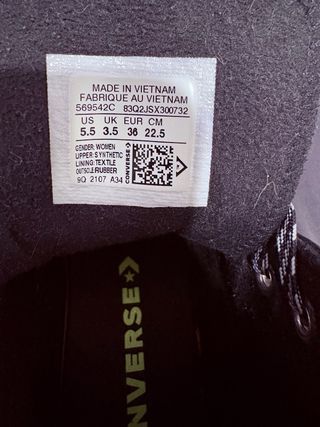 MADE IN VIETNAM
FABRIQUE AU VIETNAM
569542C 83Q2JSX300732
US UK EUR CM
5.5 3.5 36 22.5
GENDER: WOMEN
UPPER: SYNTHETIC
LINING: TEXTILE
OUTSOLE:RUBBER
9Q 2107 A34
CONVERSE
CONVERSE